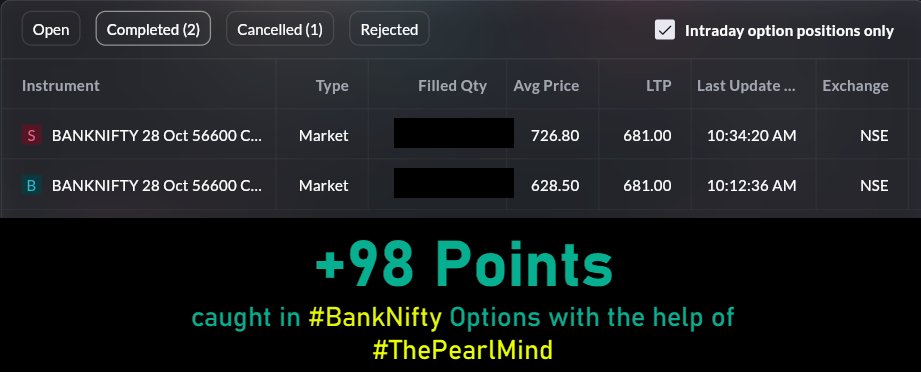 Open Completed (2) Cancelled (1) Rejected Intraday option positions only
Instrument Type Filled Qty Avg Price LTP Last Update ... Exchange
S BANKNIFTY 28 Oct 56600 C... Market 726.80 681.00 10:34:20 AM NSE
B BANKNIFTY 28 Oct 56600 C... Market 628.50 681.00 10:12:36 AM NSE
+98 Points
caught in #BankNifty Options with the help of
#ThePearlMind